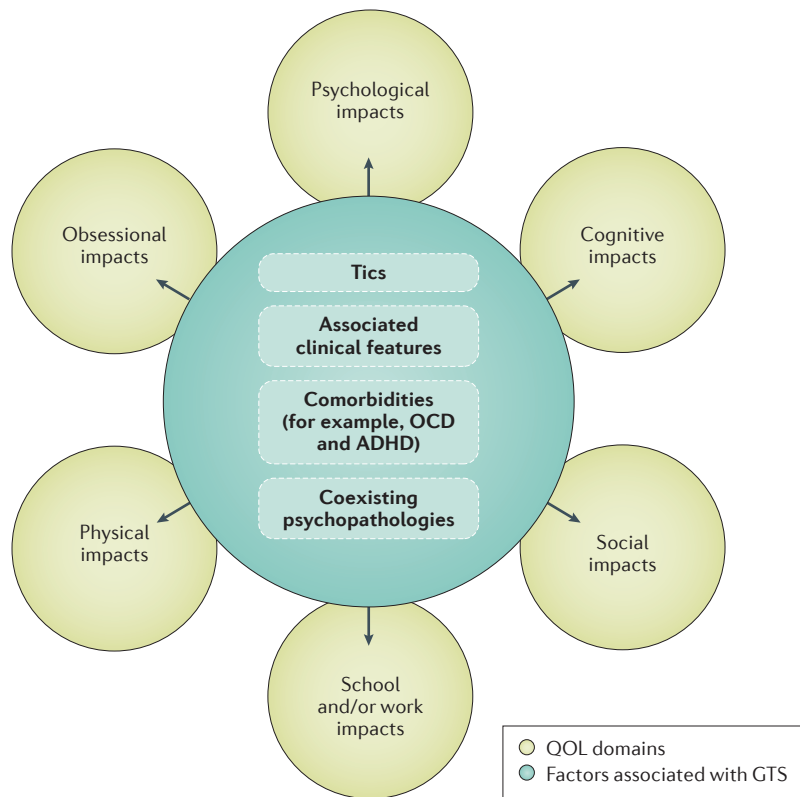 Psychological
impacts
Obsessional
impacts
Cognitive
impacts
Tics
Associated
clinical features
Comorbidities
(for example, OCD
and ADHD)
Coexisting
psychopathologies
Physical
impacts
Social
impacts
School
and/or work
impacts
QOL domains
Factors associated with GTS